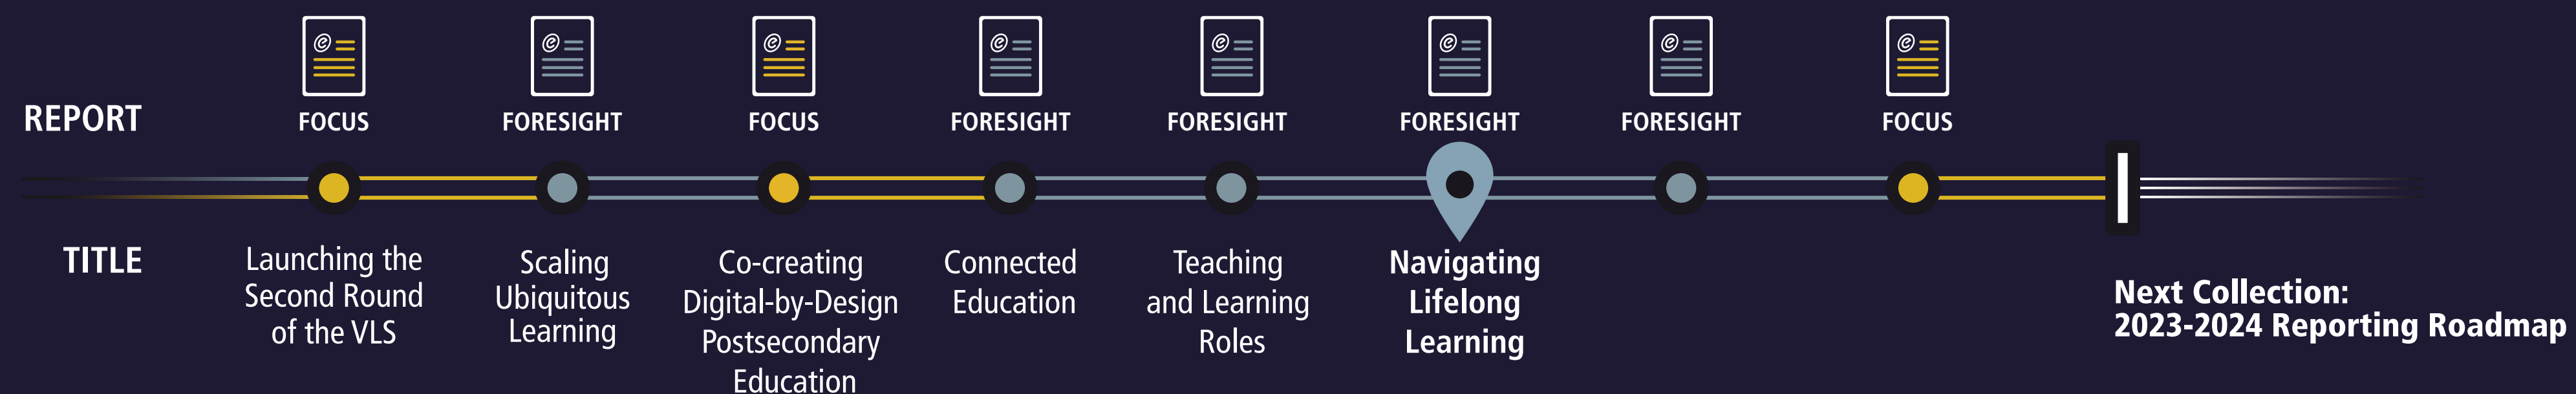 REPORT
FOCUS
FORESIGHT
FOCUS
FORESIGHT
FORESIGHT
FORESIGHT
FORESIGHT
FOCUS
TITLE
Launching the
Second Round
of the VLS
Scaling
Ubiquitous
Learning
Co-creating
Digital-by-Design
Postsecondary
Education
Connected
Education
Teaching
and Learning
Roles
Navigating
Lifelong
Learning
Next Collection:
2023-2024 Reporting Roadmap